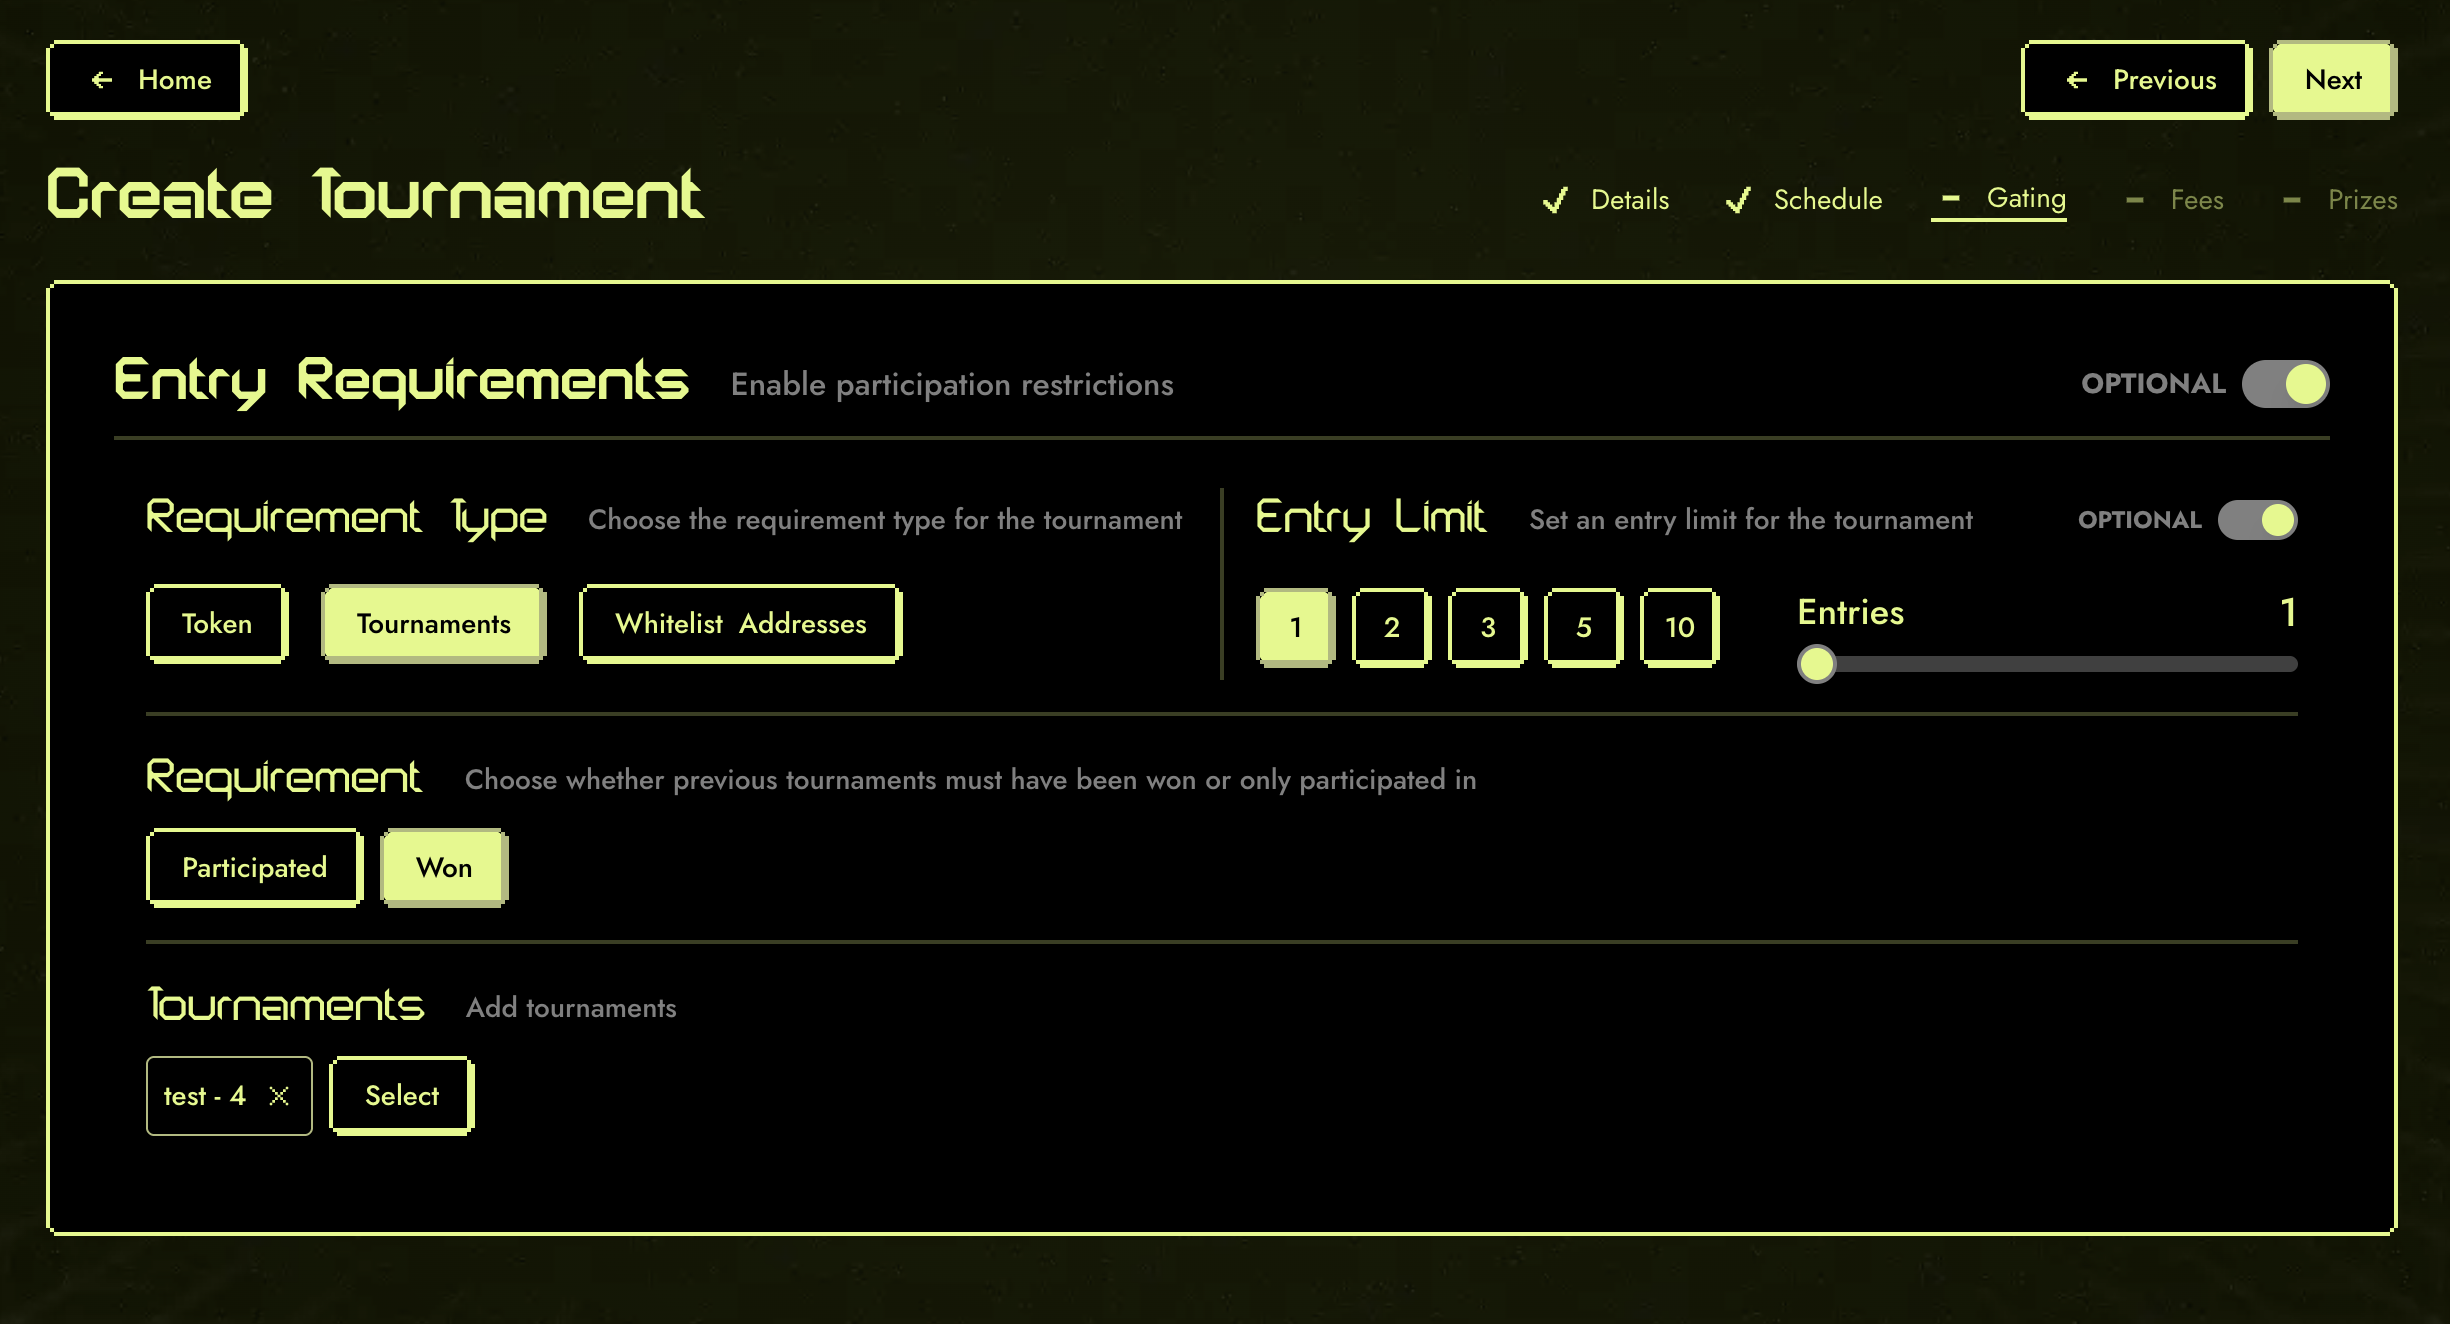 Home
Previous
Next
Create Tournament
Details
Schedule
Gating
Fees
Prizes
Entry Requirements
Enable participation restrictions
OPTIONAL
Requirement Type
Choose the requirement type for the tournament
Token
Tournaments
Whitelist Addresses
Entry Limit
Set an entry limit for the tournament
OPTIONAL
1
2
3
5
10
Entries
1
Requirement
Choose whether previous tournaments must have been won or only participated in
Participated
Won
Tournaments
Add tournaments
test - 4
Select